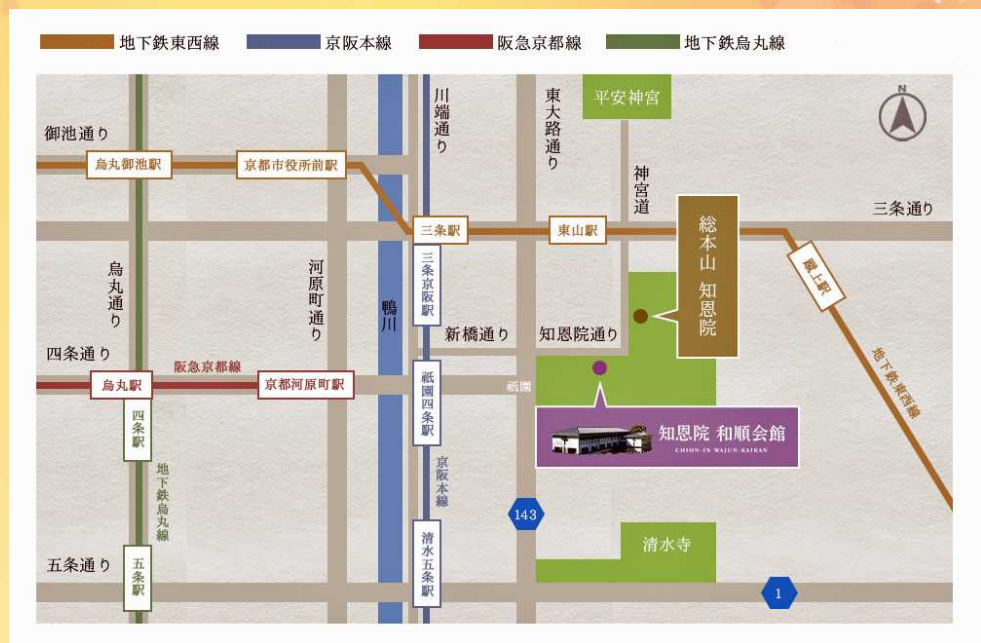 地下鉄東西線
京阪本線
阪急京都線
地下鉄烏丸線
川端通り
東大路通り
平安神宮
N
御池通り
烏丸御池駅
京都市役所前駅
神宮道
三条通り
三条駅
東山駅
総本山 知恩院
蹴上駅
烏丸通り
河原町通り
鴨川
三条京阪駅
新橋通り
知恩院通り
四条通り
阪急京都線
烏丸駅
京都河原町駅
祇園
祇園四条駅
四条駅
地下鉄東西線
知恩院 和順会館
CHION-IN WAJUN-KAIKAN
地下鉄烏丸線
京阪本線
143
清水寺
五条通り
五条駅
清水五条駅
1